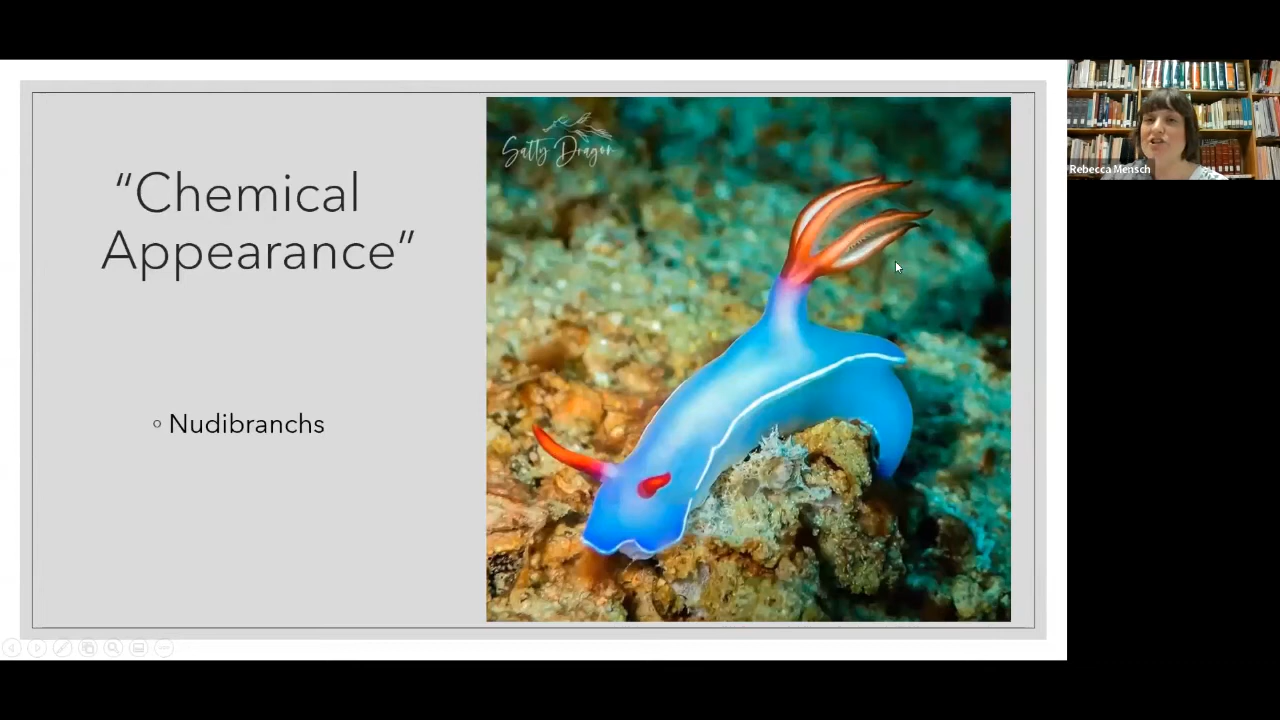 “Chemical
Appearance”
Nudibranchs
Salty Dragon
Rebecca Mensch